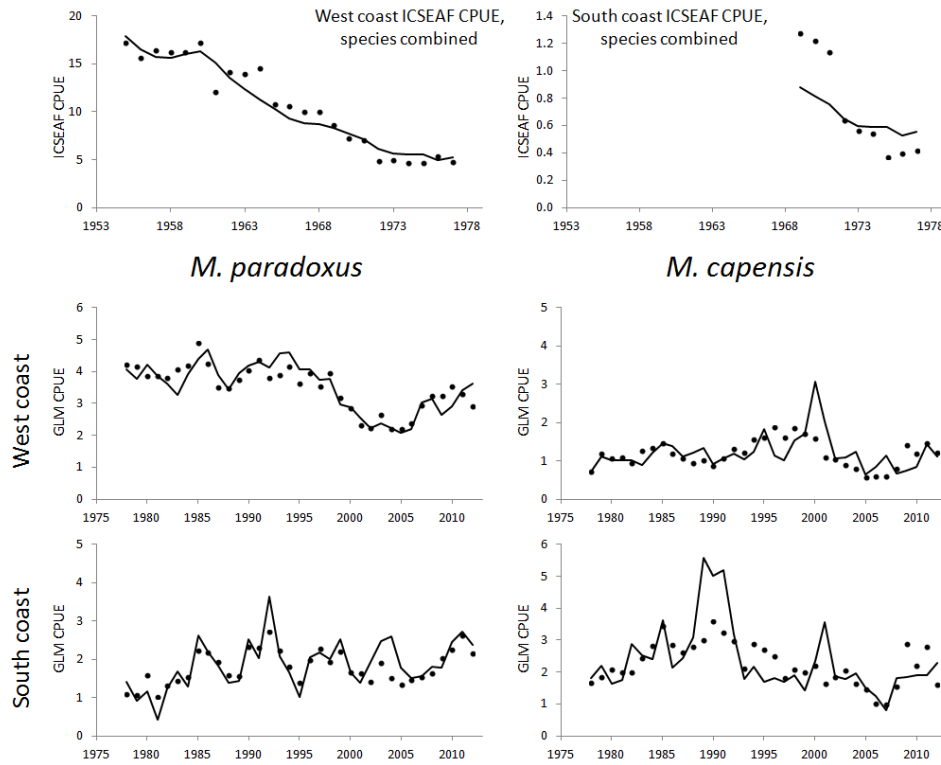 West coast ICSEAF CPUE,
species combined
ICSEAF CPUE
20
15
10
5
0
1953 1958 1963 1968 1973 1978
South coast ICSEAF CPUE,
species combined
ICSEAF CPUE
1.4
1.2
1.0
0.8
0.6
0.4
0.2
0.0
1953 1958 1963 1968 1973 1978
M. paradoxus
M. capensis
West coast
GLM CPUE
6
5
4
3
2
1
0
1975 1980 1985 1990 1995 2000 2005 2010
GLM CPUE
5
4
3
2
1
0
1975 1980 1985 1990 1995 2000 2005 2010
South coast
GLM CPUE
5
4
3
2
1
0
1975 1980 1985 1990 1995 2000 2005 2010
GLM CPUE
6
5
4
3
2
1
0
1975 1980 1985 1990 1995 2000 2005 2010